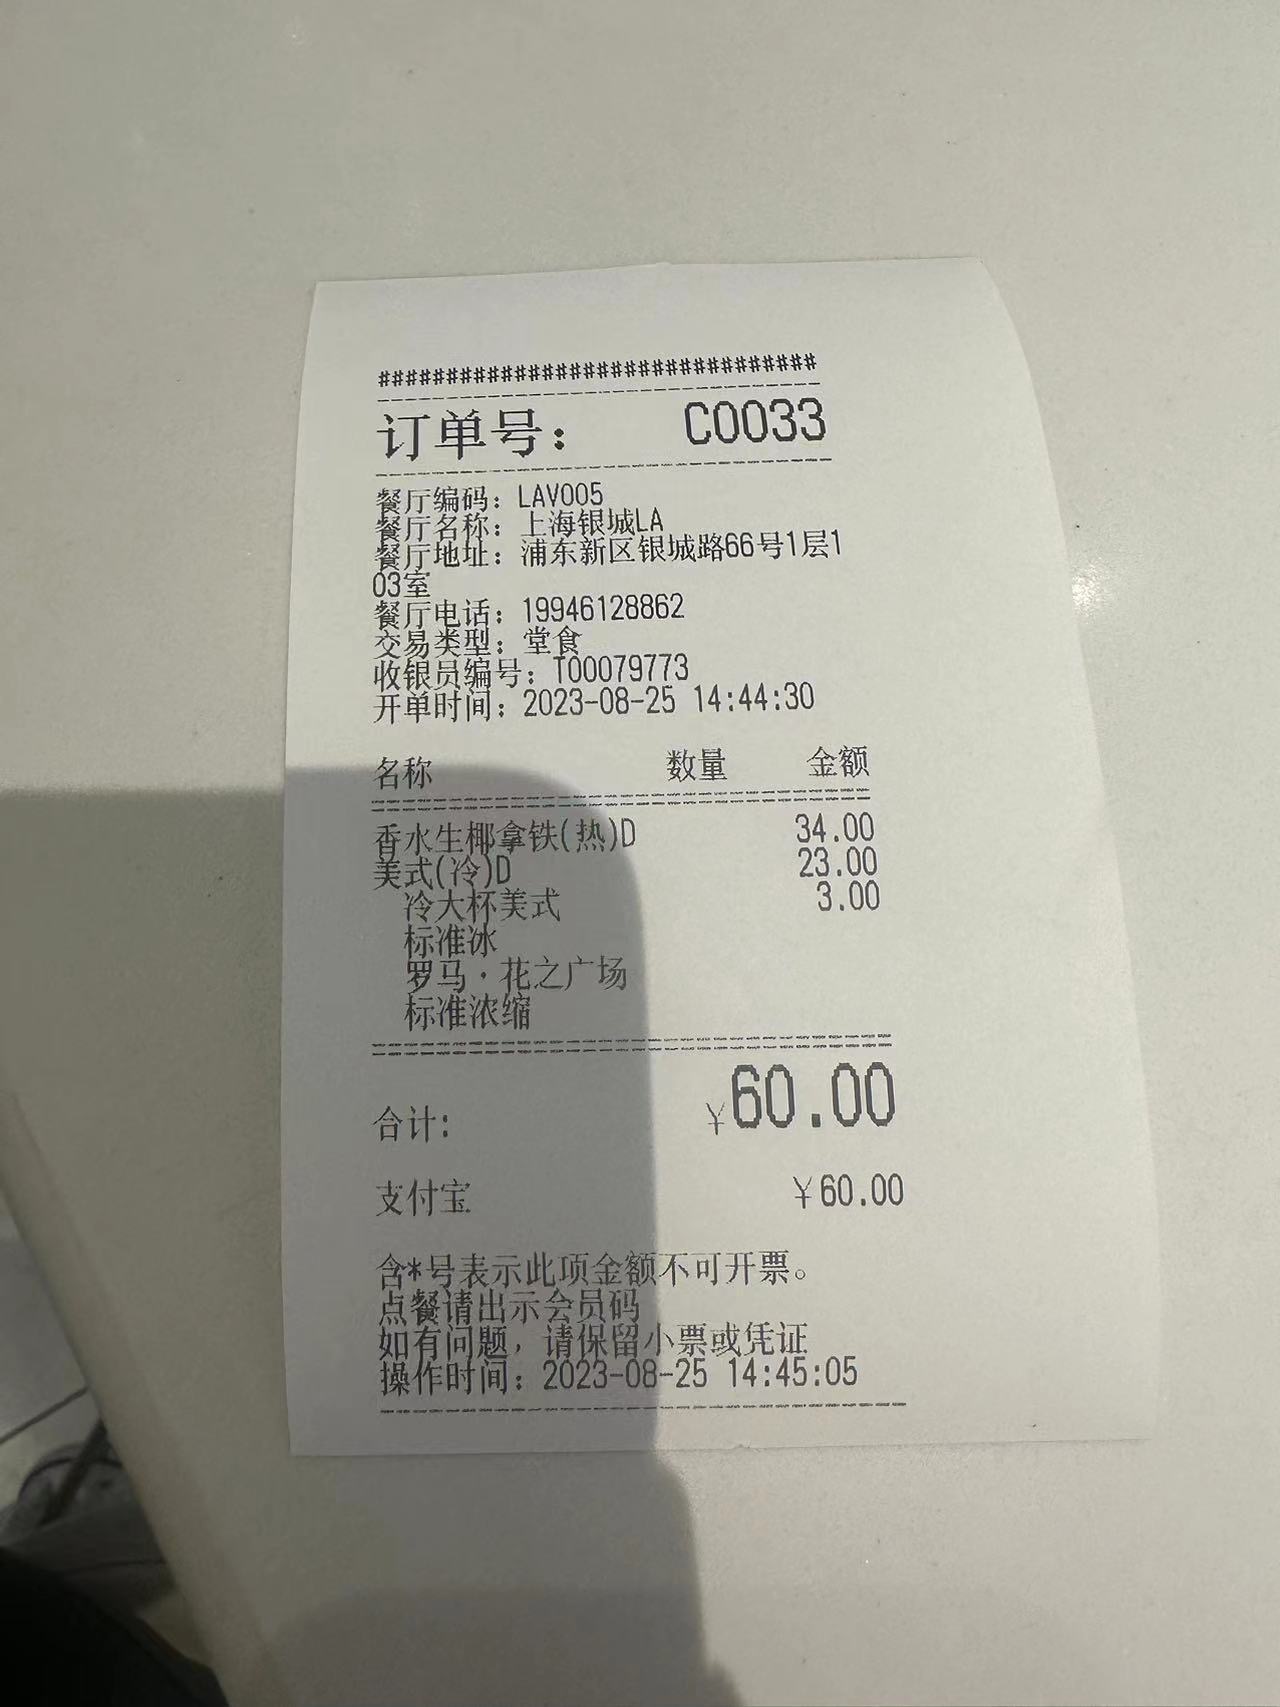 ################################
订单号： C0033
餐厅编码：LAV005
餐厅名称：上海银城LA
餐厅地址：浦东新区银城路66号1层1
03室
餐厅电话：19946128862
交易类型：堂食
收银员编号：T00079773
开单时间：2023-08-25 14:44:30
名称 数量 金额
香水生椰拿铁(热)D 34.00
美式(冷)D 23.00
冷大杯美式 3.00
标准冰
罗马·花之广场
标准浓缩
合计: ¥60.00
支付宝 ¥60.00
含*号表示此项金额不可开票。
点餐请出示会员码
如有问题，请保留小票或凭证
操作时间：2023-08-25 14:45:05